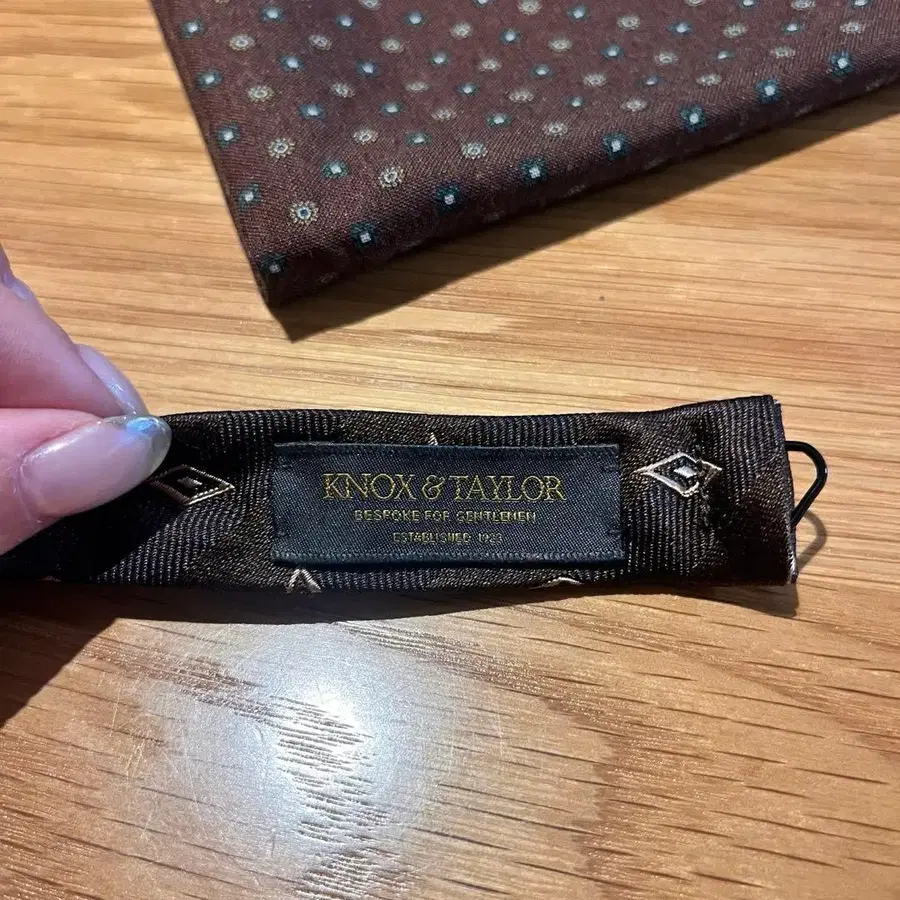 KNOX & TAYLOR
BESPOKE FOR GENTLEMEN
ESTABLISHED 1923